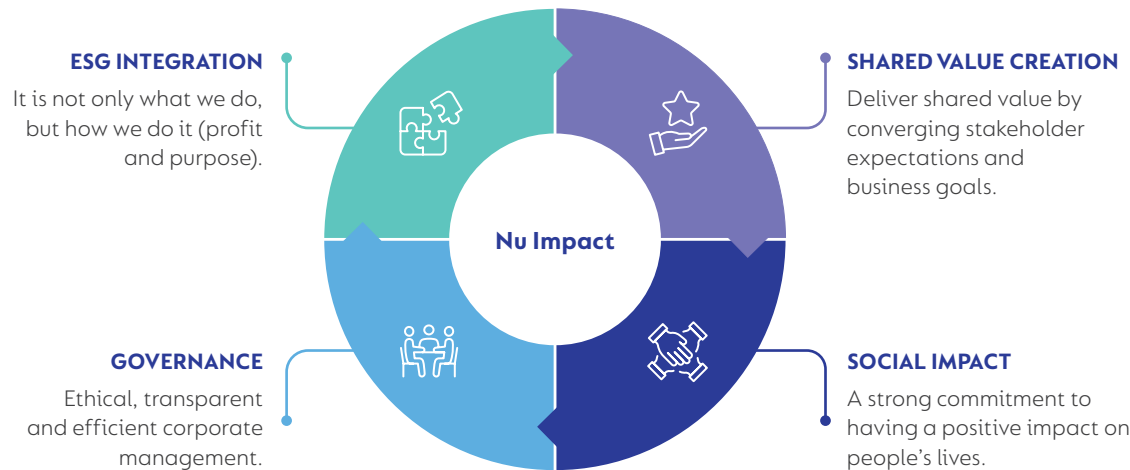 ESG INTEGRATION
It is not only what we do,
but how we do it (profit
and purpose).
SHARED VALUE CREATION
Deliver shared value by
converging stakeholder
expectations and
business goals.
Nu Impact
GOVERNANCE
Ethical, transparent
and efficient corporate
management.
SOCIAL IMPACT
A strong commitment to
having a positive impact on
people’s lives.